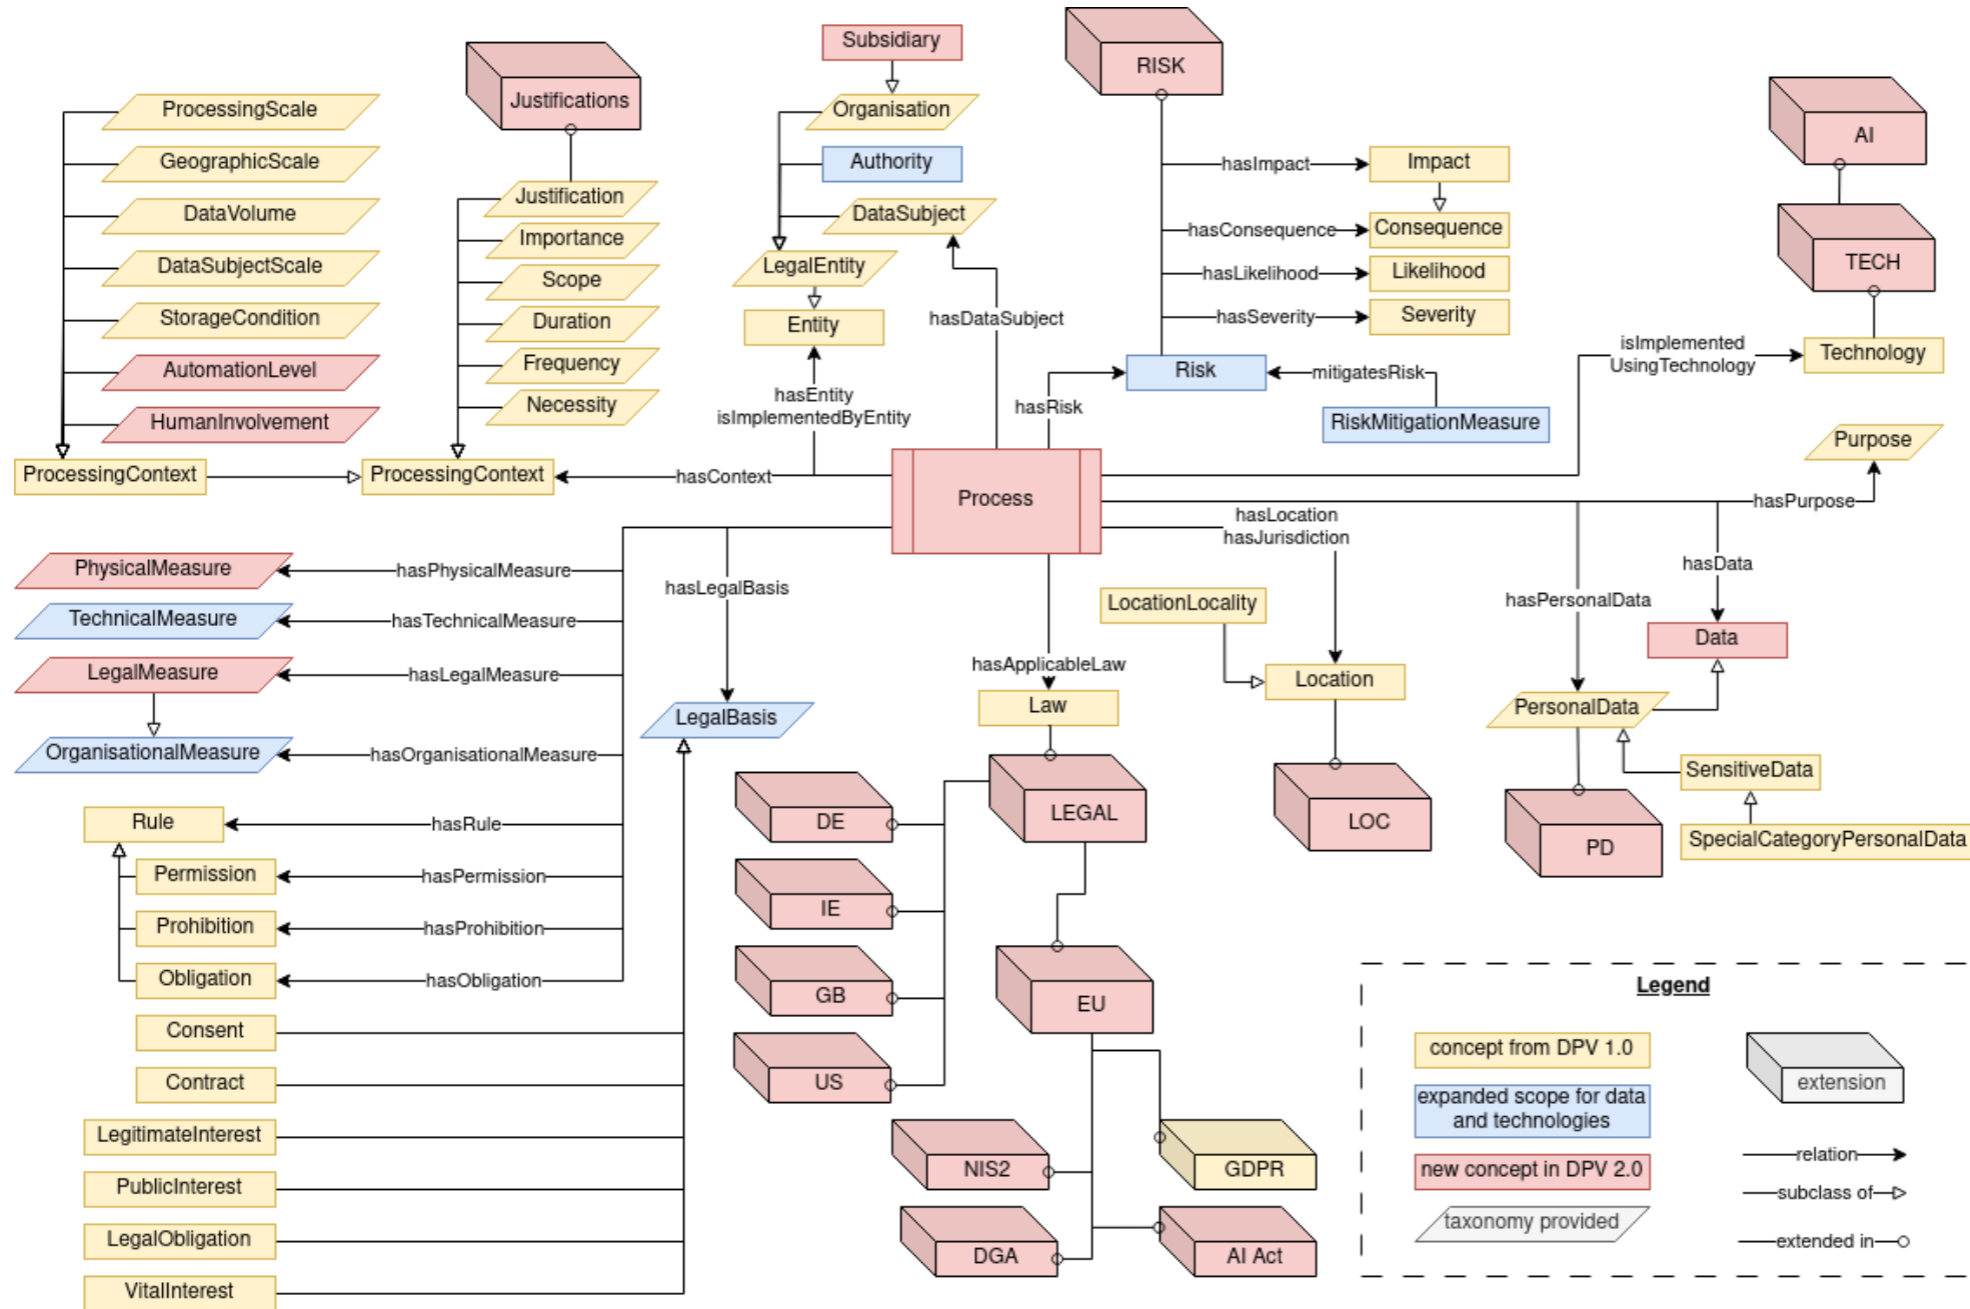 Subsidiary
RISK
Justifications
Organisation
AI
ProcessingScale
GeographicScale
DataVolume
DataSubjectScale
StorageCondition
AutomationLevel
HumanInvolvement
ProcessingContext
Justification
Importance
Scope
Duration
Frequency
Necessity
ProcessingContext
hasContext
Authority
DataSubject
LegalEntity
Entity
hasEntity
isImplementedByEntity
hasDataSubject
hasImpact
Impact
hasConsequence
Consequence
hasLikelihood
Likelihood
hasSeverity
Severity
Risk
hasRisk
mitigatesRisk
RiskMitigationMeasure
TECH
isImplemented
UsingTechnology
Technology
Purpose
hasPurpose
Process
hasLocation
hasJurisdiction
hasData
hasPersonalData
Data
PersonalData
SensitiveData
SpecialCategoryPersonalData
PD
LocationLocality
Location
LOC
hasApplicableLaw
Law
LEGAL
hasLegalBasis
LegalBasis
PhysicalMeasure
hasPhysicalMeasure
TechnicalMeasure
hasTechnicalMeasure
LegalMeasure
hasLegalMeasure
OrganisationalMeasure
hasOrganisationalMeasure
Rule
hasRule
Permission
hasPermission
Prohibition
hasProhibition
Obligation
hasObligation
Consent
Contract
LegitimateInterest
PublicInterest
LegalObligation
VitalInterest
DE
IE
GB
US
EU
NIS2
GDPR
DGA
AI Act
Legend
concept from DPV 1.0
expanded scope for data
and technologies
new concept in DPV 2.0
taxonomy provided
extension
relation
subclass of
extended in